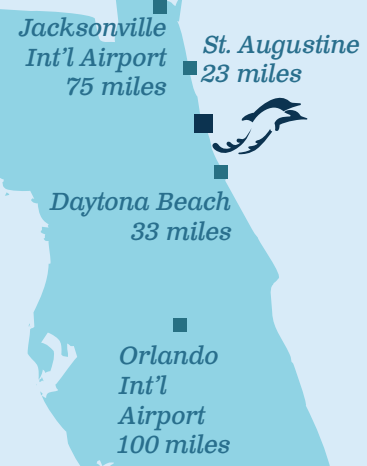 Jacksonville
Int'l Airport
75 miles
St. Augustine
23 miles
Daytona Beach
33 miles
Orlando
Int'l
Airport
100 miles